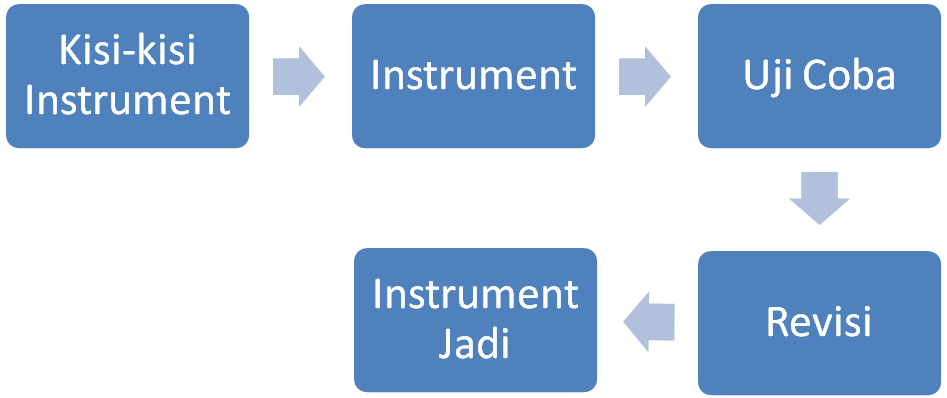 Kisi-kisi
Instrument
Instrument
Uji Coba
Revisi
Instrument
Jadi